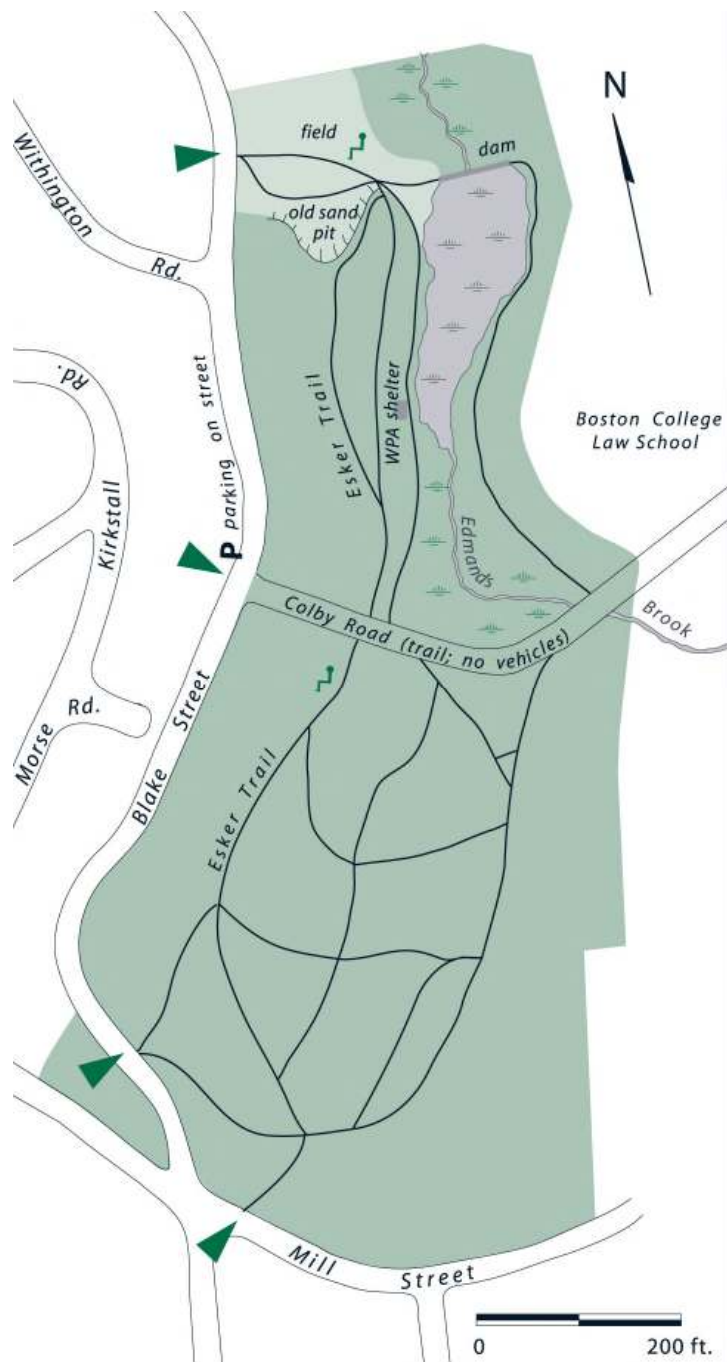 N
field
dam
Withington
Rd.
old sand
pit
Rd.
Kirkstall
P parking on street
Esker Trail
WPA shelter
Boston College
Law School
Edmands
Brook
Colby Road (trail; no vehicles)
Morse
Rd.
Blake Street
Esker Trail
Mill Street
0 200 ft.